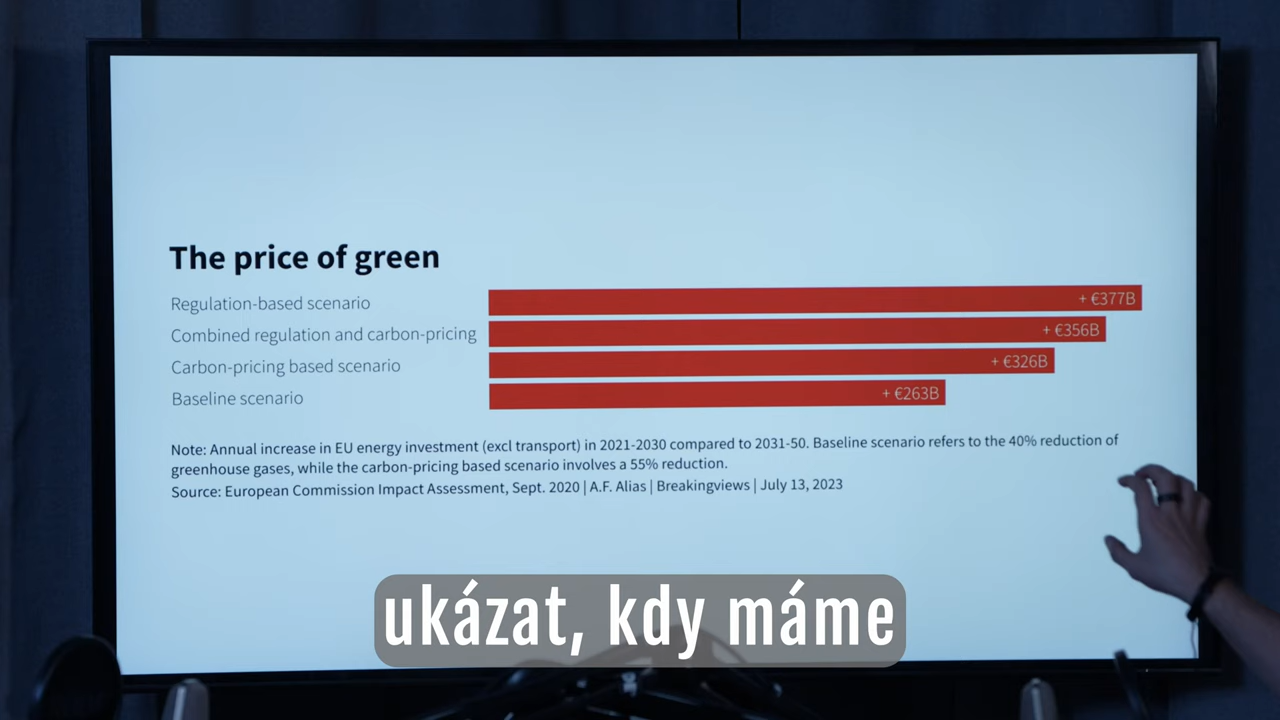 The price of green
Regulation-based scenario + €377B
Combined regulation and carbon-pricing + €356B
Carbon-pricing based scenario + €326B
Baseline scenario + €263B
Note: Annual increase in EU energy investment (excl transport) in 2021-2030 compared to 2031-50. Baseline scenario refers to the 40% reduction of
greenhouse gases, while the carbon-pricing based scenario involves a 55% reduction.
Source: European Commission Impact Assessment, Sept. 2020 | A.F. Alias | Breakingviews | July 13, 2023
ukázat, kdy máme